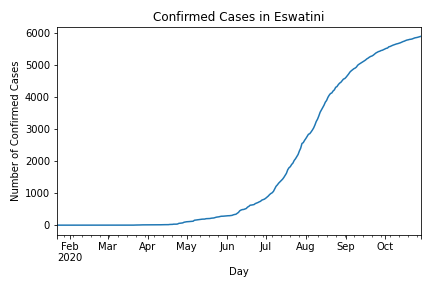 Confirmed Cases in Eswatini
Number of Confirmed Cases
6000
5000
4000
3000
2000
1000
0
Feb Mar Apr May Jun Jul Aug Sep Oct
2020
Day